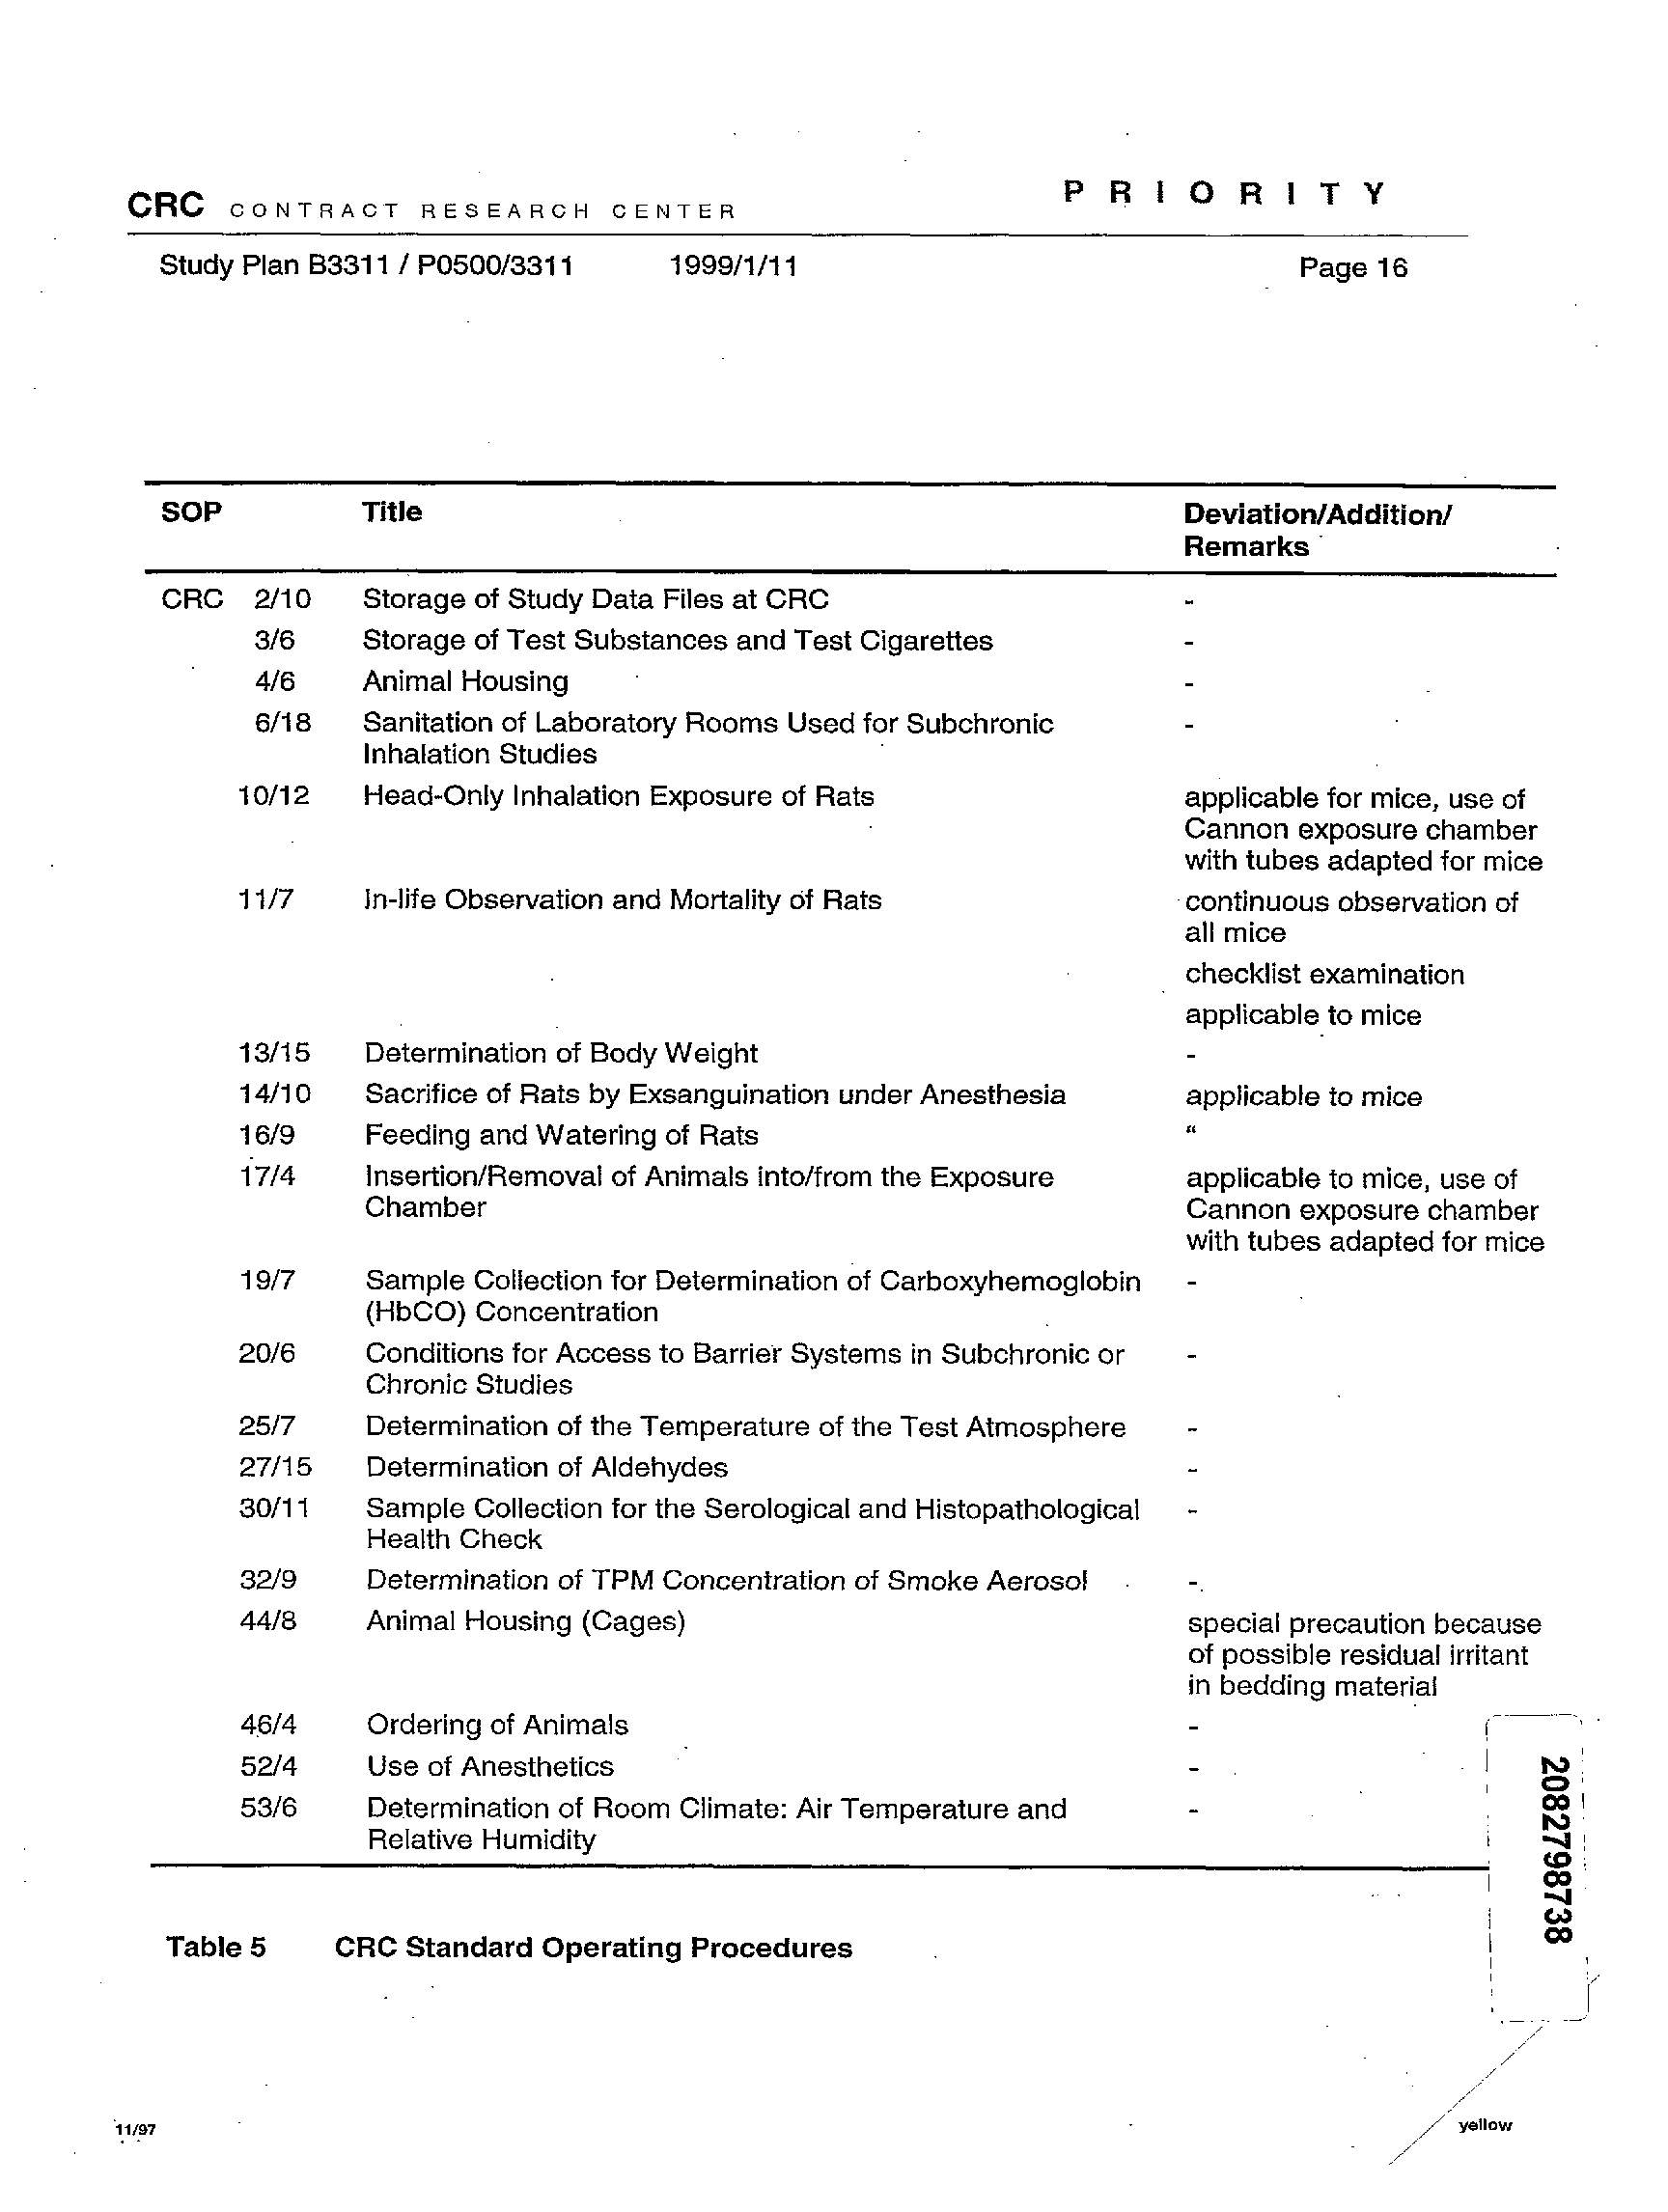 CRC CONTRACT RESEARCH CENTER PRIORITY
Study Plan B3311 / P0500/3311 1999/1/11 Page 16
SOP Title Deviation/Addition/
Remarks
CRC 2/10 Storage of Study Data Files at CRC -
3/6 Storage of Test Substances and Test Cigarettes -
4/6 Animal Housing -
6/18 Sanitation of Laboratory Rooms Used for Subchronic -
Inhalation Studies
10/12 Head-Only Inhalation Exposure of Rats applicable for mice, use of
Cannon exposure chamber
with tubes adapted for mice
11/7 In-life Observation and Mortality of Rats continuous observation of
all mice
checklist examination
applicable to mice
13/15 Determination of Body Weight -
14/10 Sacrifice of Rats by Exsanguination under Anesthesia applicable to mice
16/9 Feeding and Watering of Rats “
17/4 Insertion/Removal of Animals into/from the Exposure applicable to mice, use of
Chamber Cannon exposure chamber
with tubes adapted for mice
19/7 Sample Collection for Determination of Carboxyhemoglobin -
(HbCO) Concentration
20/6 Conditions for Access to Barrier Systems in Subchronic or -
Chronic Studies
25/7 Determination of the Temperature of the Test Atmosphere -
27/15 Determination of Aldehydes -
30/11 Sample Collection for the Serological and Histopathological -
Health Check
32/9 Determination of TPM Concentration of Smoke Aerosol -
44/8 Animal Housing (Cages) special precaution because
of possible residual irritant
in bedding material
46/4 Ordering of Animals -
52/4 Use of Anesthetics -
53/6 Determination of Room Climate: Air Temperature and -
Relative Humidity
2082798738
Table 5 CRC Standard Operating Procedures
11/97 yellow